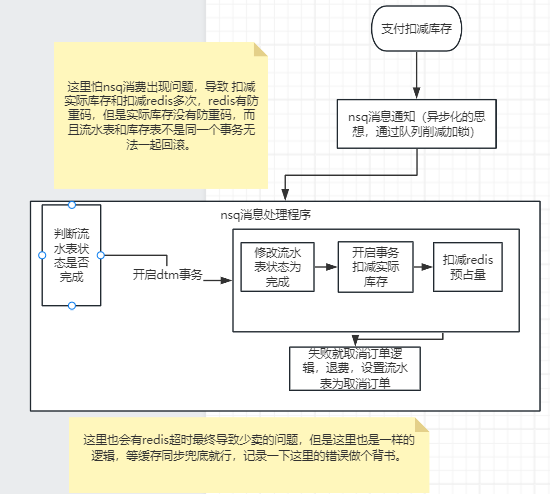 支付扣减库存
这里怕nsq消费出现问题，导致 扣减
实际库存和扣减redis多次，redis有防
重码，但是实际库存没有防重码，而
且流水表和库存表不是同一个事务无
法一起回滚。
nsq消息通知（异步化的思
想，通过队列削减加锁）
nsq消息处理程序
判断流
水表状
态是否
完成
开启dtm事务
修改流水
表状态为
完成
开启事务
扣减实际
库存
扣减redis
预占量
失败就取消订单逻
辑，退费，设置流水
表为取消订单
这里也会有redis超时最终导致少卖的问题，但是这里也是一样的
逻辑，等缓存同步兜底就行，记录一下这里的错误做个背书。